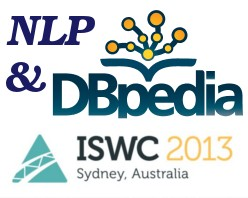 NLP
& DBpedia
ISWC 2013
Sydney, Australia